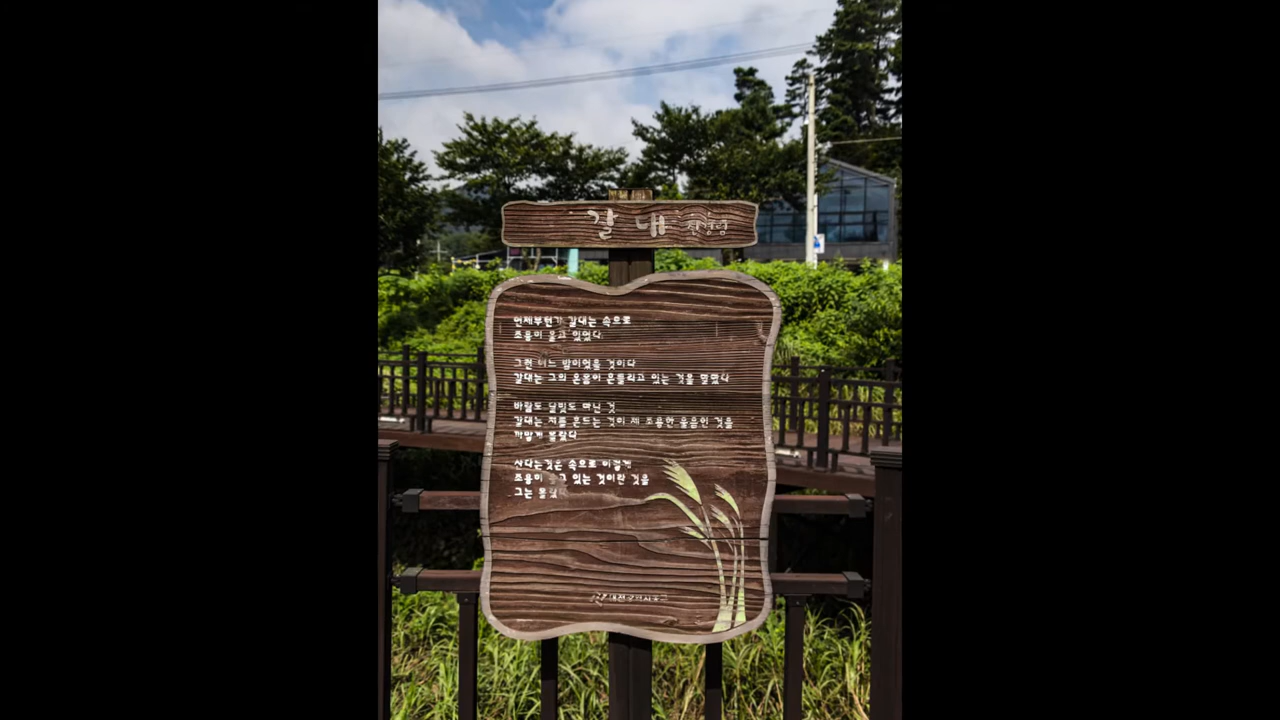 갈대 신경림
언제부턴가 갈대는 속으로
조용히 울고 있었다
그런 어느 밤이었을 것이다
갈대는 그의 온몸이 흔들리고 있는 것을 알았다
바람도 달빛도 아닌 것
갈대는 저를 흔드는 것이 제 조용한 울음인 것을
까맣게 몰랐다
산다는것은 속으로 이렇게
조용히 울고 있는 것이란 것을
그는 몰랐